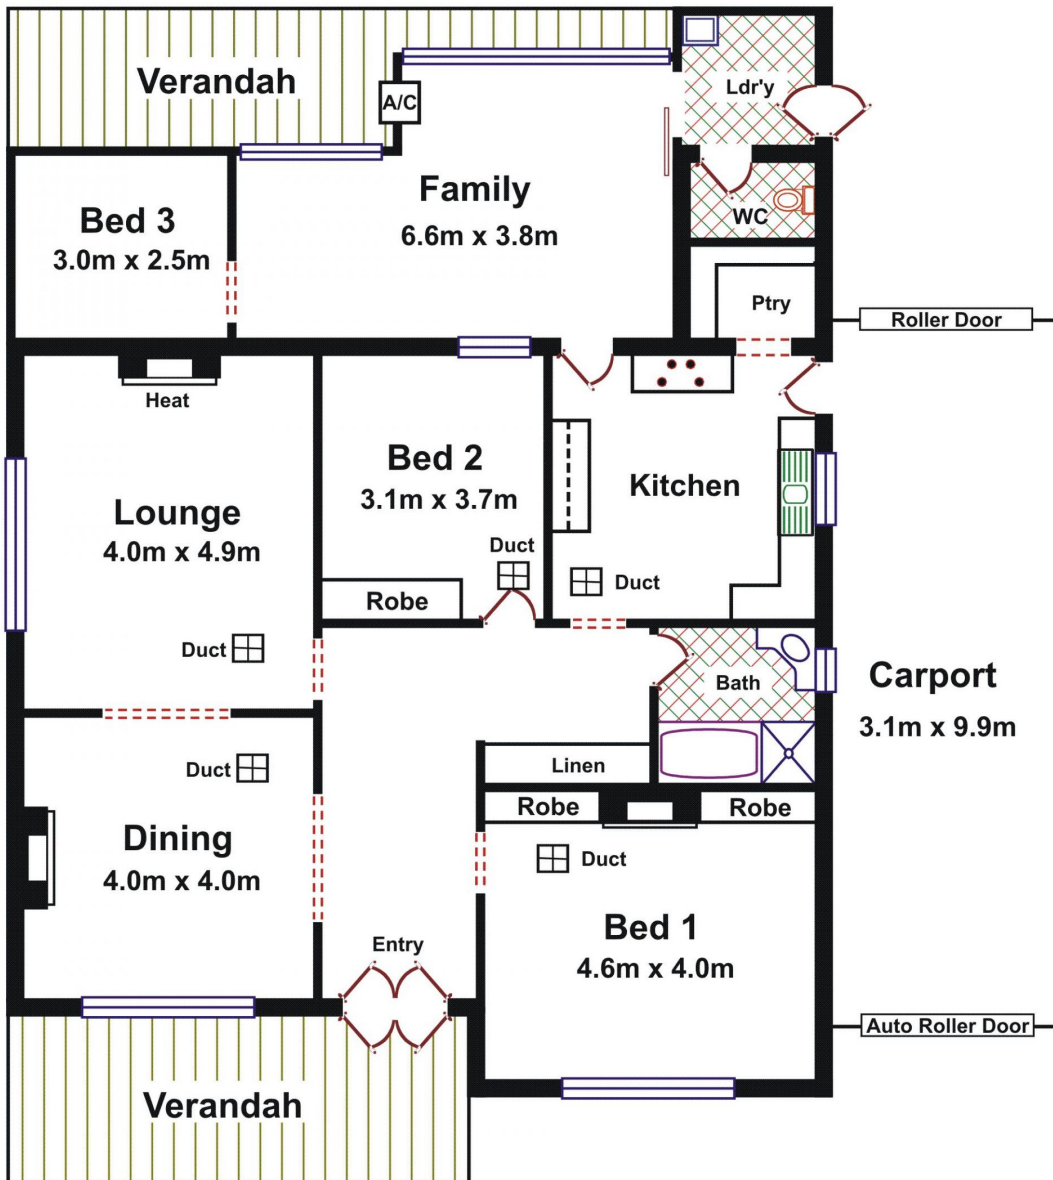 Verandah
A/C
Ldr'y
Family
6.6m x 3.8m
WC
Bed 3
3.0m x 2.5m
Ptry
Roller Door
Heat
Bed 2
3.1m x 3.7m
Kitchen
Lounge
4.0m x 4.9m
Duct
Duct
Robe
Duct
Bath
Carport
3.1m x 9.9m
Duct
Linen
Robe
Robe
Dining
4.0m x 4.0m
Duct
Bed 1
4.6m x 4.0m
Entry
Auto Roller Door
Verandah